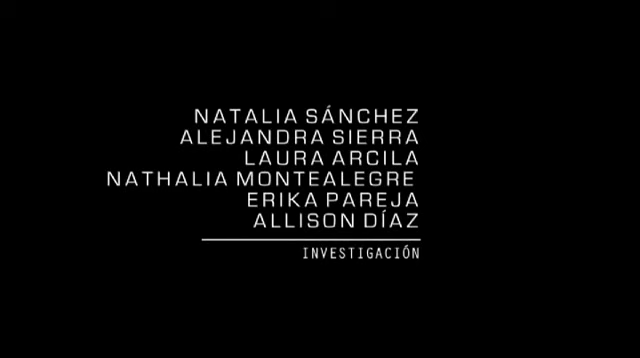 NATALIA SÁNCHEZ
ALEJANDRA SIERRA
LAURA ARCILA
NATHALIA MONTEALEGRE
ERIKA PAREJA
ALLISON DÍAZ
INVESTIGACIÓN